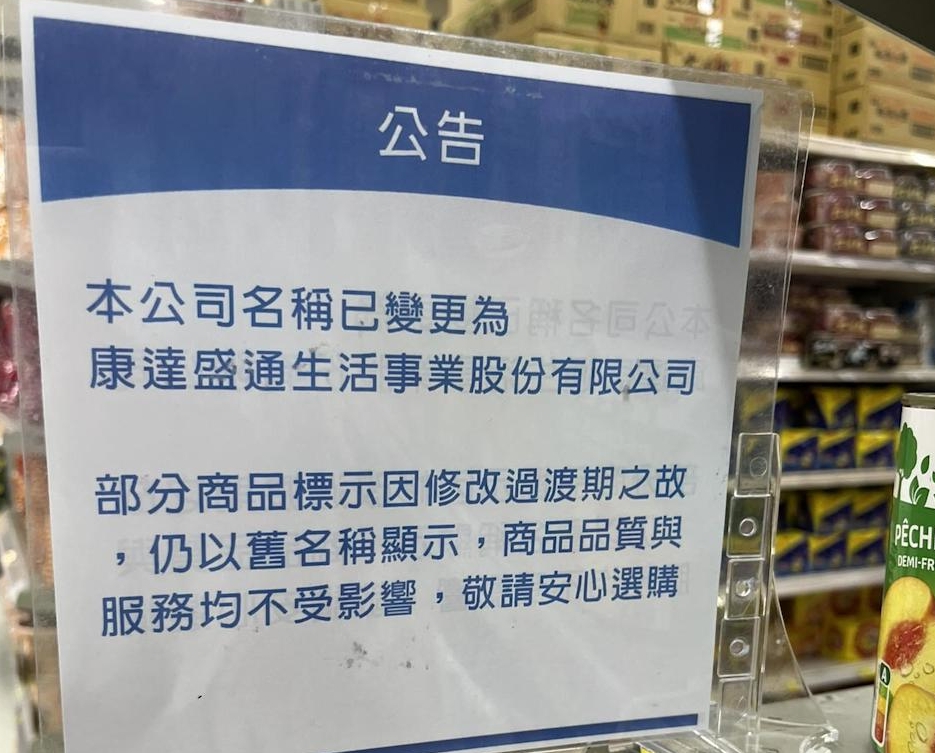 公告
本公司名稱已變更為
康達盛通生活事業股份有限公司
部分商品標示因修改過渡期之故
，仍以舊名稱顯示，商品品質與
服務均不受影響，敬請安心選購
PÊCH
DEMI-FR
A